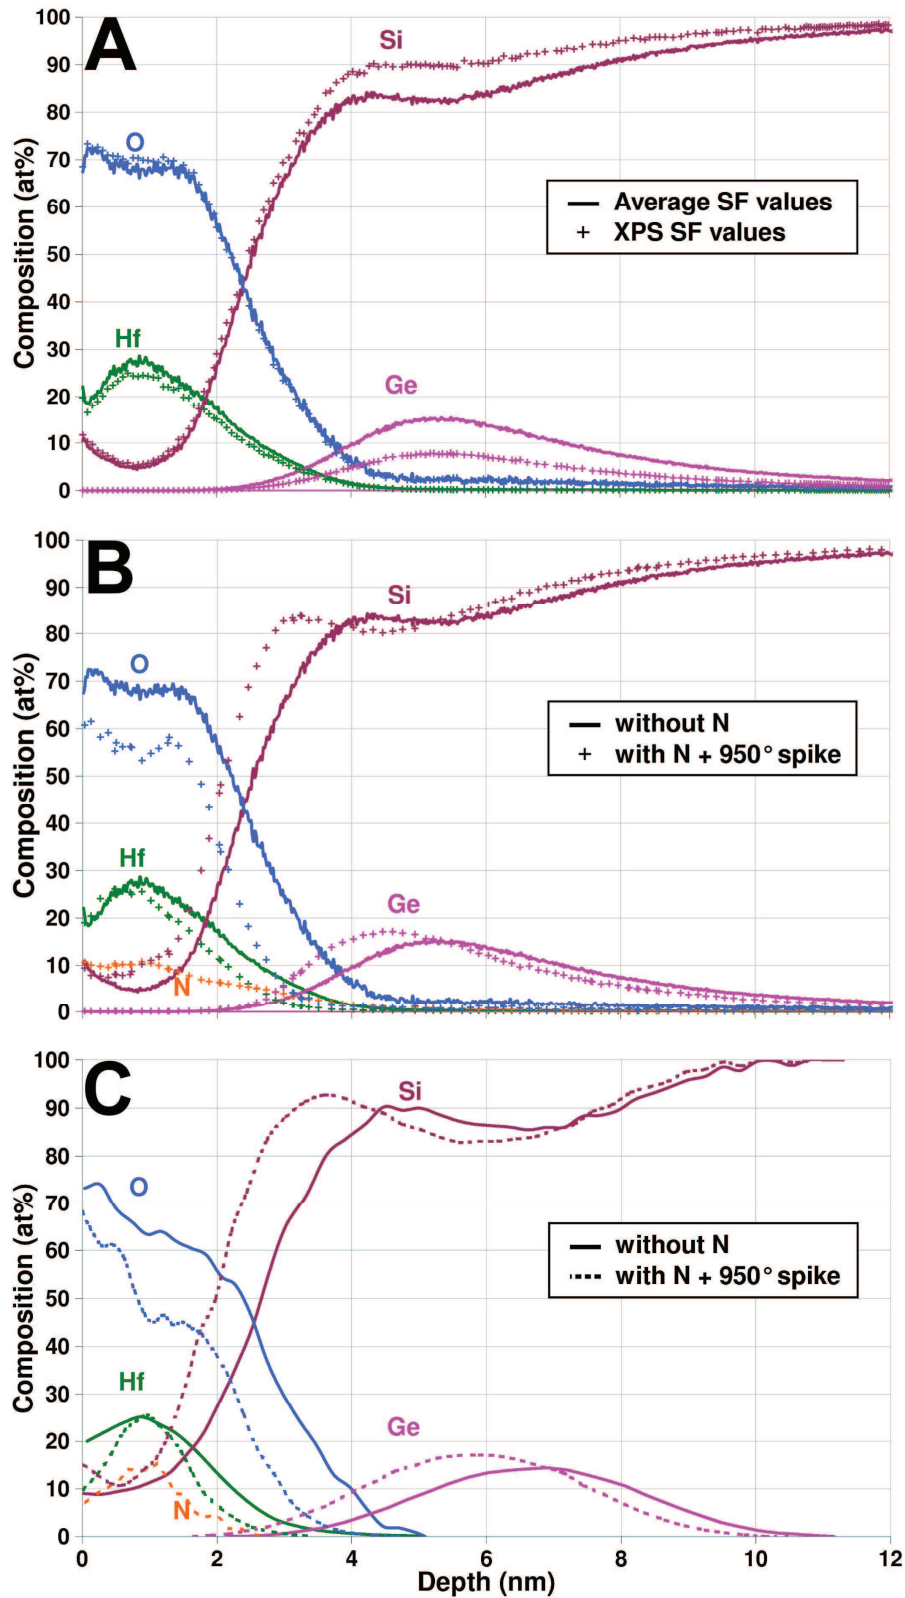 A
Composition (at%)
100
90
80
70
60
50
40
30
20
10
0
Si
O
Hf
Ge
Average SF values
+ XPS SF values
B
Composition (at%)
100
90
80
70
60
50
40
30
20
10
0
Si
O
Hf
Ge
N
without N
+ with N + 950° spike
C
Composition (at%)
100
90
80
70
60
50
40
30
20
10
0
Si
O
Hf
Ge
N
without N
with N + 950° spike
0 2 4 6 8 10 12
Depth (nm)